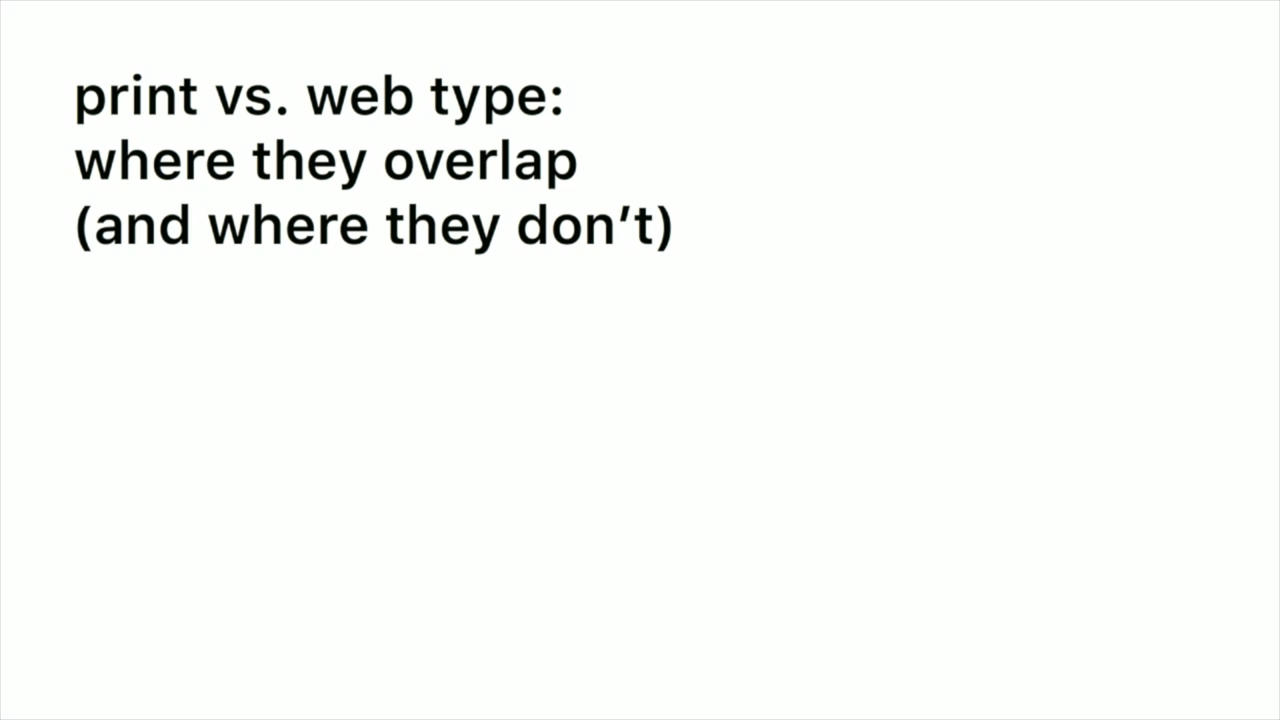 print vs. web type:
where they overlap
(and where they don’t)